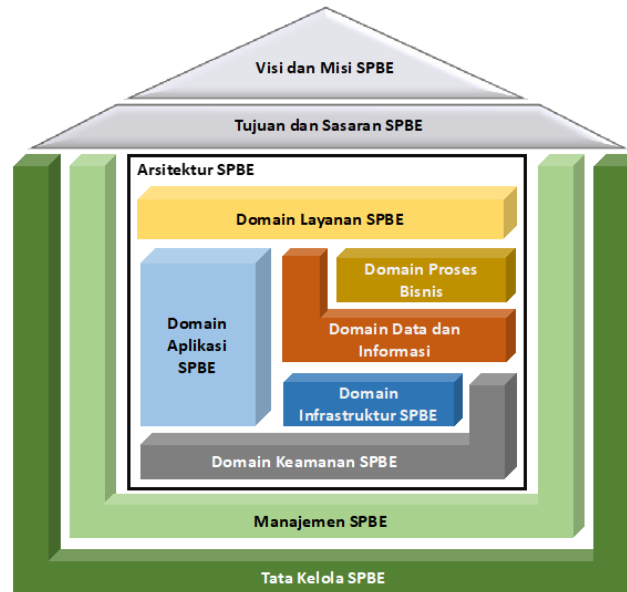 Visi dan Misi SPBE
Tujuan dan Sasaran SPBE
Arsitektur SPBE
Domain Layanan SPBE
Domain Proses
Bisnis
Domain
Aplikasi
SPBE
Domain Data dan
Informasi
Domain
Infrastruktur SPBE
Domain Keamanan SPBE
Manajemen SPBE
Tata Kelola SPBE